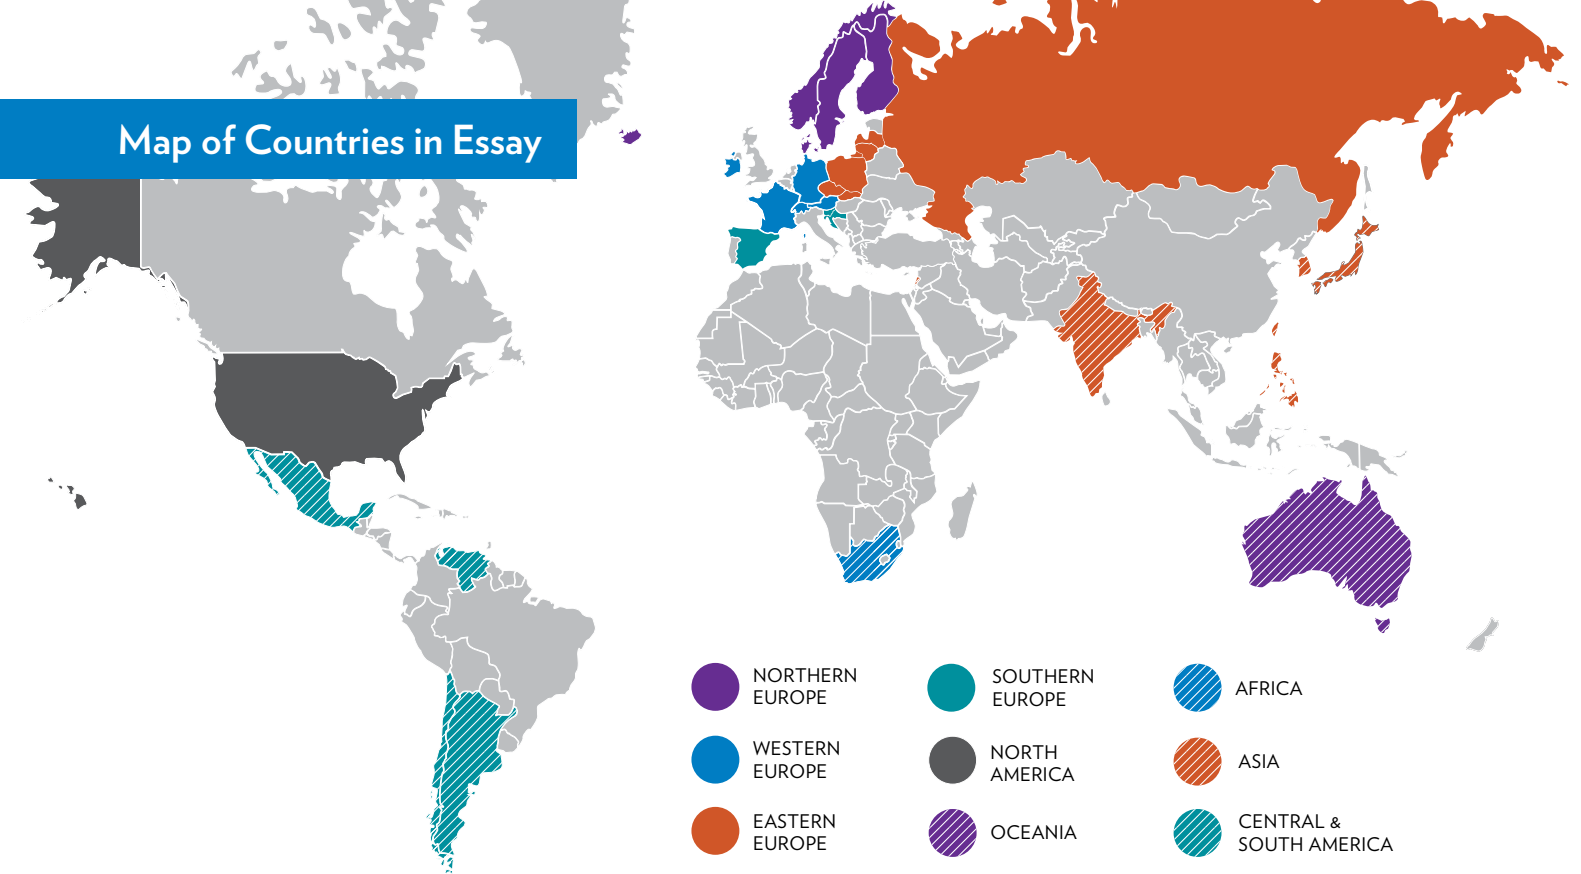 Map of Countries in Essay
NORTHERN
EUROPE
SOUTHERN
EUROPE
AFRICA
WESTERN
EUROPE
NORTH
AMERICA
ASIA
EASTERN
EUROPE
OCEANIA
CENTRAL &
SOUTH AMERICA